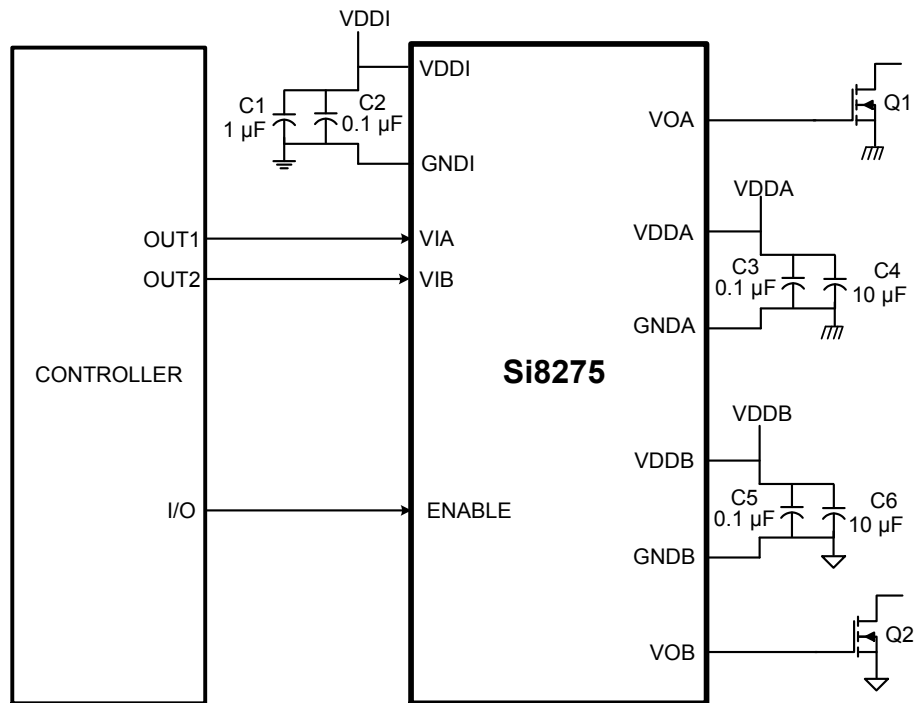 VDDI
VDDI
C1
1 µF
C2
0.1 µF
GNDI
VOA
Q1
VDDA
VDDA
C3
0.1 µF
C4
10 µF
GNDA
OUT1
VIA
OUT2
VIB
CONTROLLER
Si8275
VDDB
VDDB
C5
0.1 µF
C6
10 µF
I/O
ENABLE
GNDB
VOB
Q2